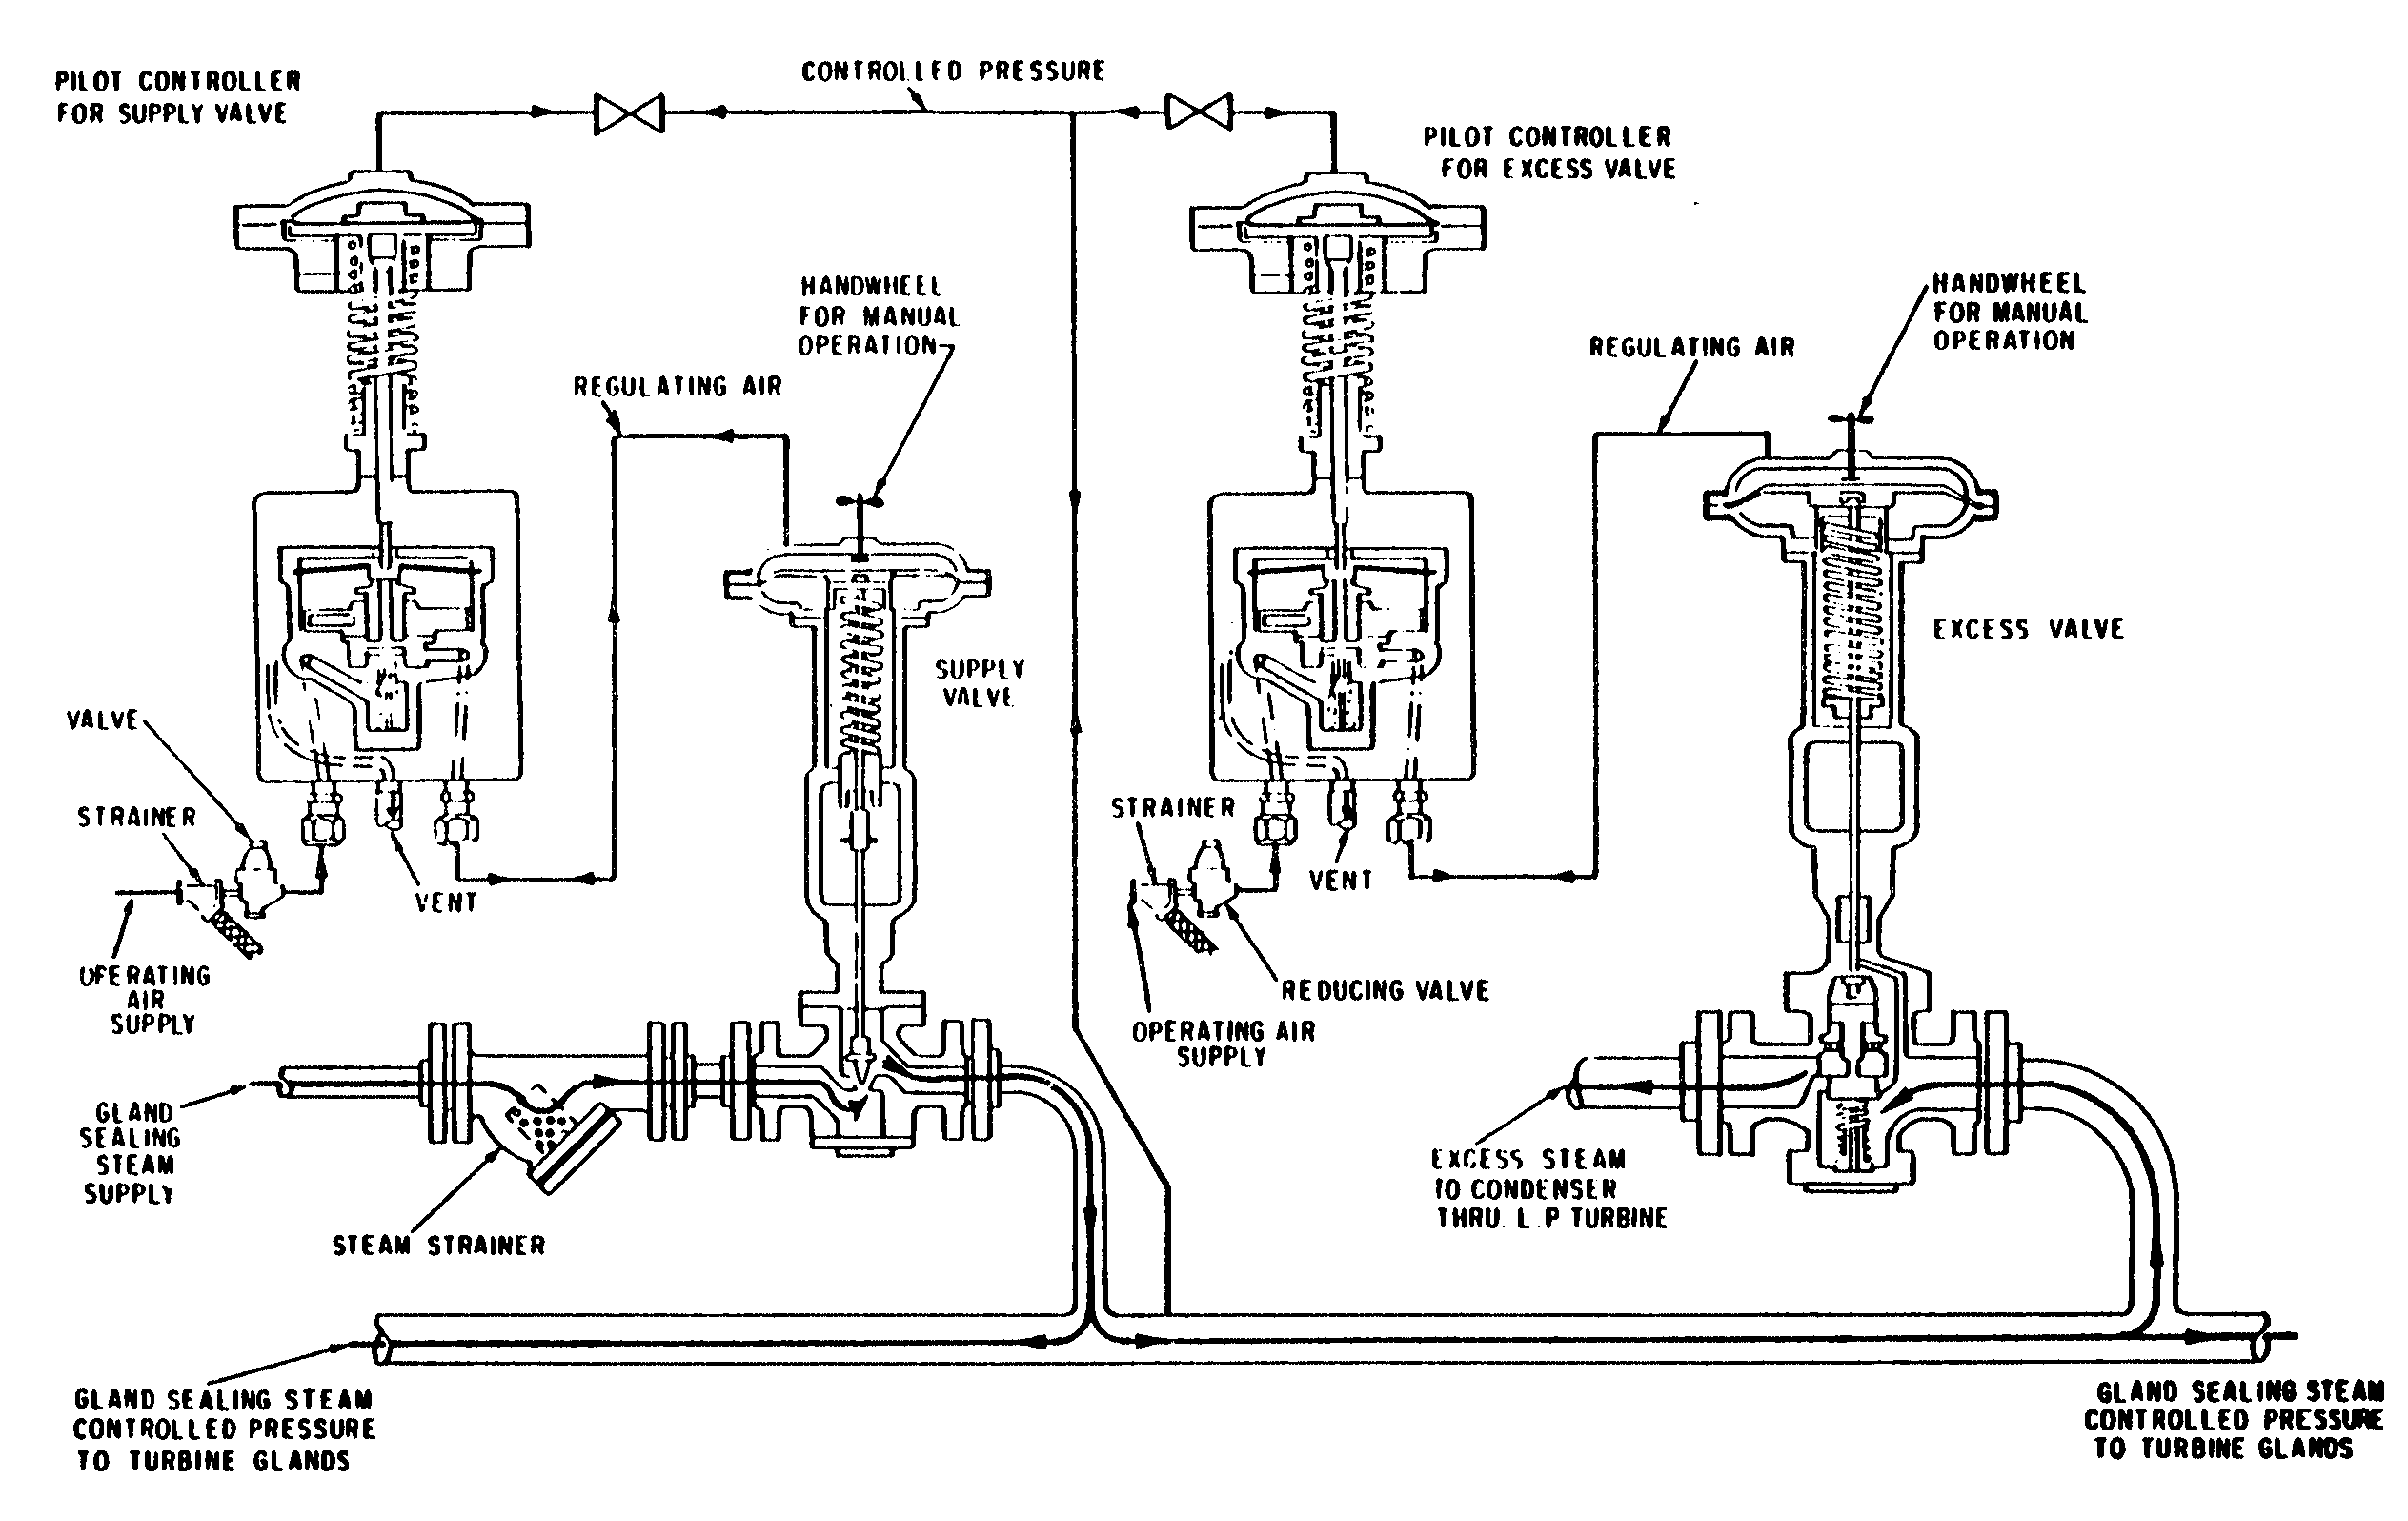 PILOT CONTROLLER
FOR SUPPLY VALVE
CONTROLLED PRESSURE
PILOT CONTROLLER
FOR EXCESS VALVE
HANDWHEEL
FOR MANUAL
OPERATION
REGULATING AIR
HANDWHEEL
FOR MANUAL
OPERATION
REGULATING AIR
SUPPLY
VALVE
EXCESS VALVE
VALVE
STRAINER
VENT
OPERATING
AIR
SUPPLY
STRAINER
VENT
REDUCING VALVE
OPERATING AIR
SUPPLY
GLAND
SEALING
STEAM
SUPPLY
STEAM STRAINER
EXCESS STEAM
TO CONDENSER
THRU. L.P TURBINE
GLAND SEALING STEAM
CONTROLLED PRESSURE
TO TURBINE GLANDS
GLAND SEALING STEAM
CONTROLLED PRESSURE
TO TURBINE GLANDS